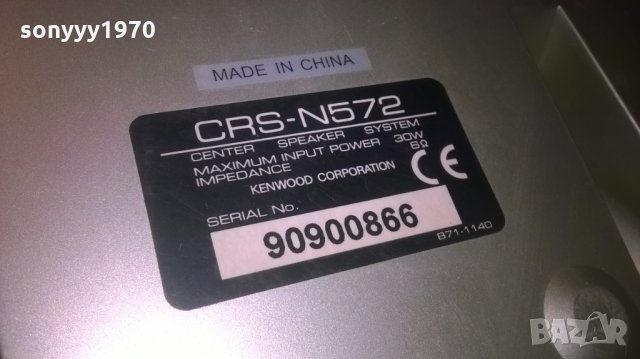 sonyyy1970
MADE IN CHINA
CRS-N572
CENTER SPEAKER SYSTEM
MAXIMUM INPUT POWER 30W
IMPEDANCE 6Ω
KENWOOD CORPORATION
CE
SERIAL No.
90900866
B71-1140
BAZAR